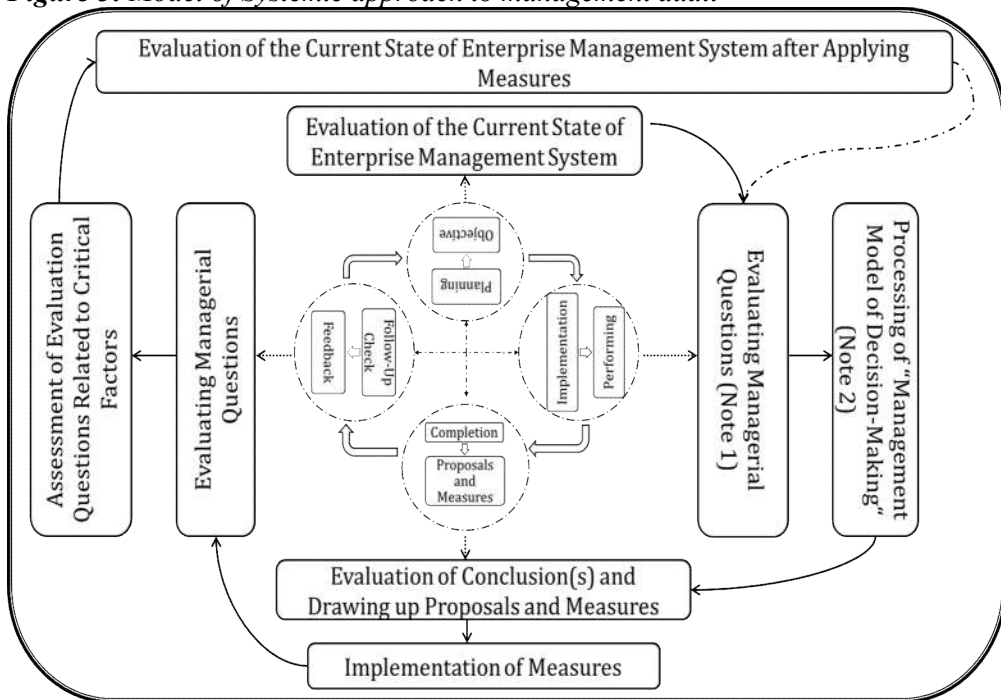 Figure 3. Model of Systemic approach to management audit
Evaluation of the Current State of Enterprise Management System after Applying
Measures
Evaluation of the Current State of
Enterprise Management System
Assessment of Evaluation
Questions Related to Critical
Factors
Evaluating Managerial
Questions
Objective
Planning
Feedback
Follow-Up
Check
Implementation
Performing
Completion
Proposals
and
Measures
Evaluating Managerial
Questions (Note 1)
Processing of “Management
Model of Decision-Making“
(Note 2)
Evaluation of Conclusion(s) and
Drawing up Proposals and Measures
Implementation of Measures